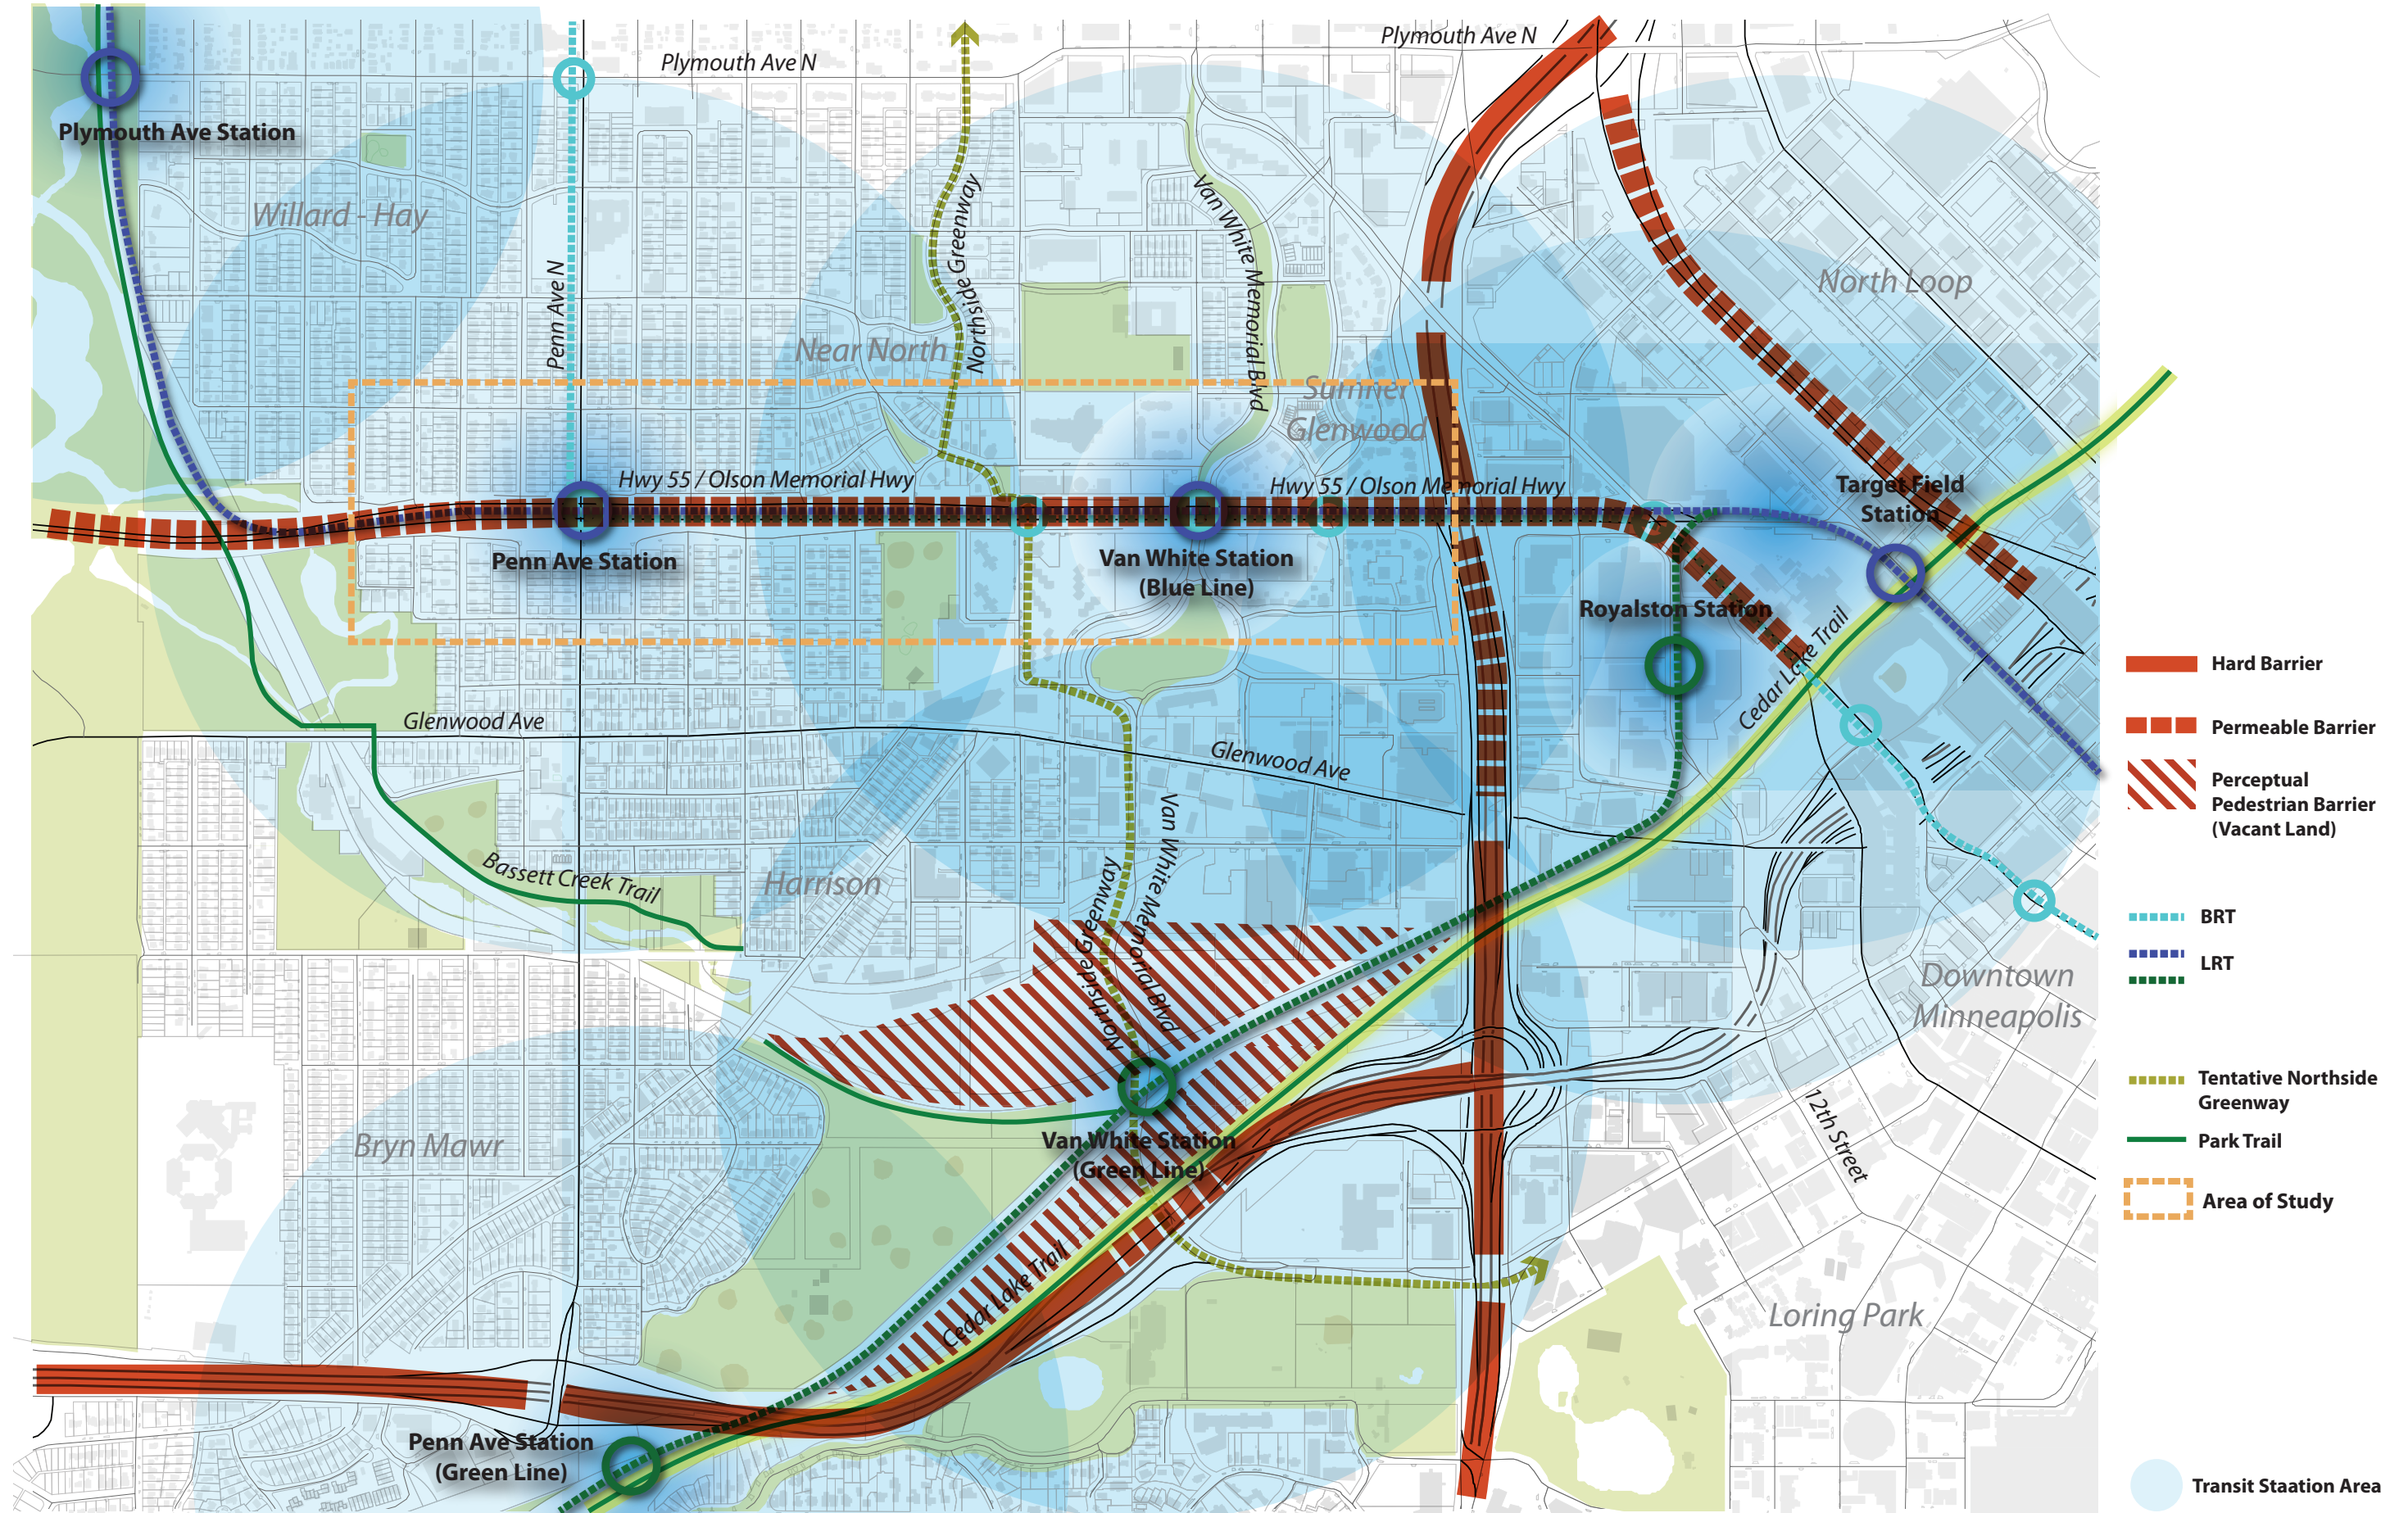 Plymouth Ave N
Plymouth Ave N
Plymouth Ave Station
Willard - Hay
Penn Ave N
Northside Greenway
Van White Memorial Blvd
North Loop
Near North
Sumner
Glenwood
Hwy 55 / Olson Memorial Hwy
Hwy 55 / Olson Memorial Hwy
Target Field
Station
Penn Ave Station
Van White Station
(Blue Line)
Royalston Station
Cedar Lake Trail
Glenwood Ave
Glenwood Ave
Bassett Creek Trail
Harrison
Northside Greenway
Van White Memorial Blvd
Downtown
Minneapolis
12th Street
Bryn Mawr
Van White Station
(Green Line)
Cedar Lake Trail
Loring Park
Penn Ave Station
(Green Line)
Hard Barrier
Permeable Barrier
Perceptual
Pedestrian Barrier
(Vacant Land)
BRT
LRT
Tentative Northside
Greenway
Park Trail
Area of Study
Transit Staation Area